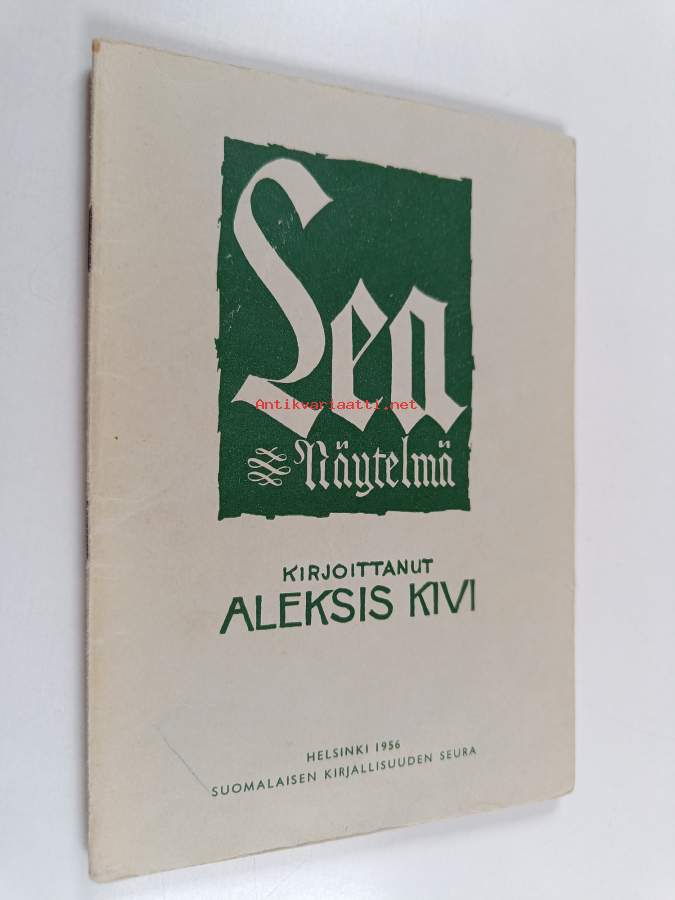 Lea
Antikvariaatti.net
Näytelmä
KIRJOITTANUT
ALEKSIS KIVI
HELSINKI 1956
SUOMALAISEN KIRJALLISUUDEN SEURA